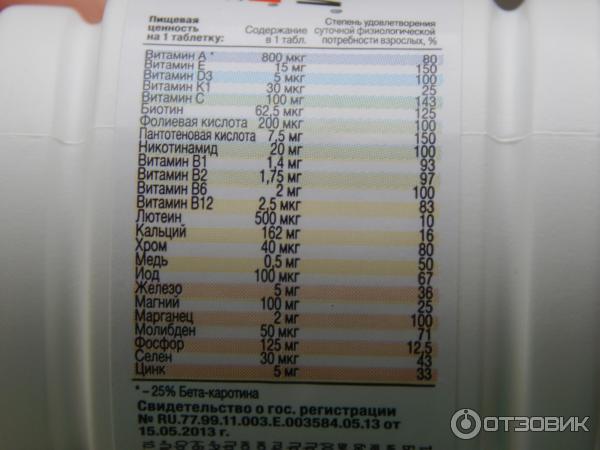 Пищевая ценность на 1 таблетку: Содержание в 1 табл. Степень удовлетворения суточной физиологической потребности взрослых, %
Витамин А * 800 мкг 80
Витамин Е 15 мг 150
Витамин D3 5 мкг 100
Витамин K1 30 мкг 25
Витамин С 100 мг 143
Биотин 62,5 мкг 125
Фолиевая кислота 200 мкг 100
Пантотеновая кислота 7,5 мг 150
Никотинамид 20 мг 100
Витамин В1 1,4 мг 93
Витамин В2 1,75 мг 97
Витамин В6 2 мг 100
Витамин В12 2,5 мкг 83
Лютеин 500 мкг 10
Кальций 162 мг 16
Хром 40 мкг 80
Медь 0,5 мг 50
Йод 100 мкг 67
Железо 5 мг 36
Магний 100 мг 25
Марганец 2 мг 100
Молибден 50 мкг 71
Фосфор 125 мг 12,5
Селен 30 мкг 43
Цинк 5 мг 33
* – 25% Бета-каротина
Свидетельство о гос. регистрации
№ RU.77.99.11.003.E.003584.05.13 от
15.05.2013 г.
ОТЗОВИК